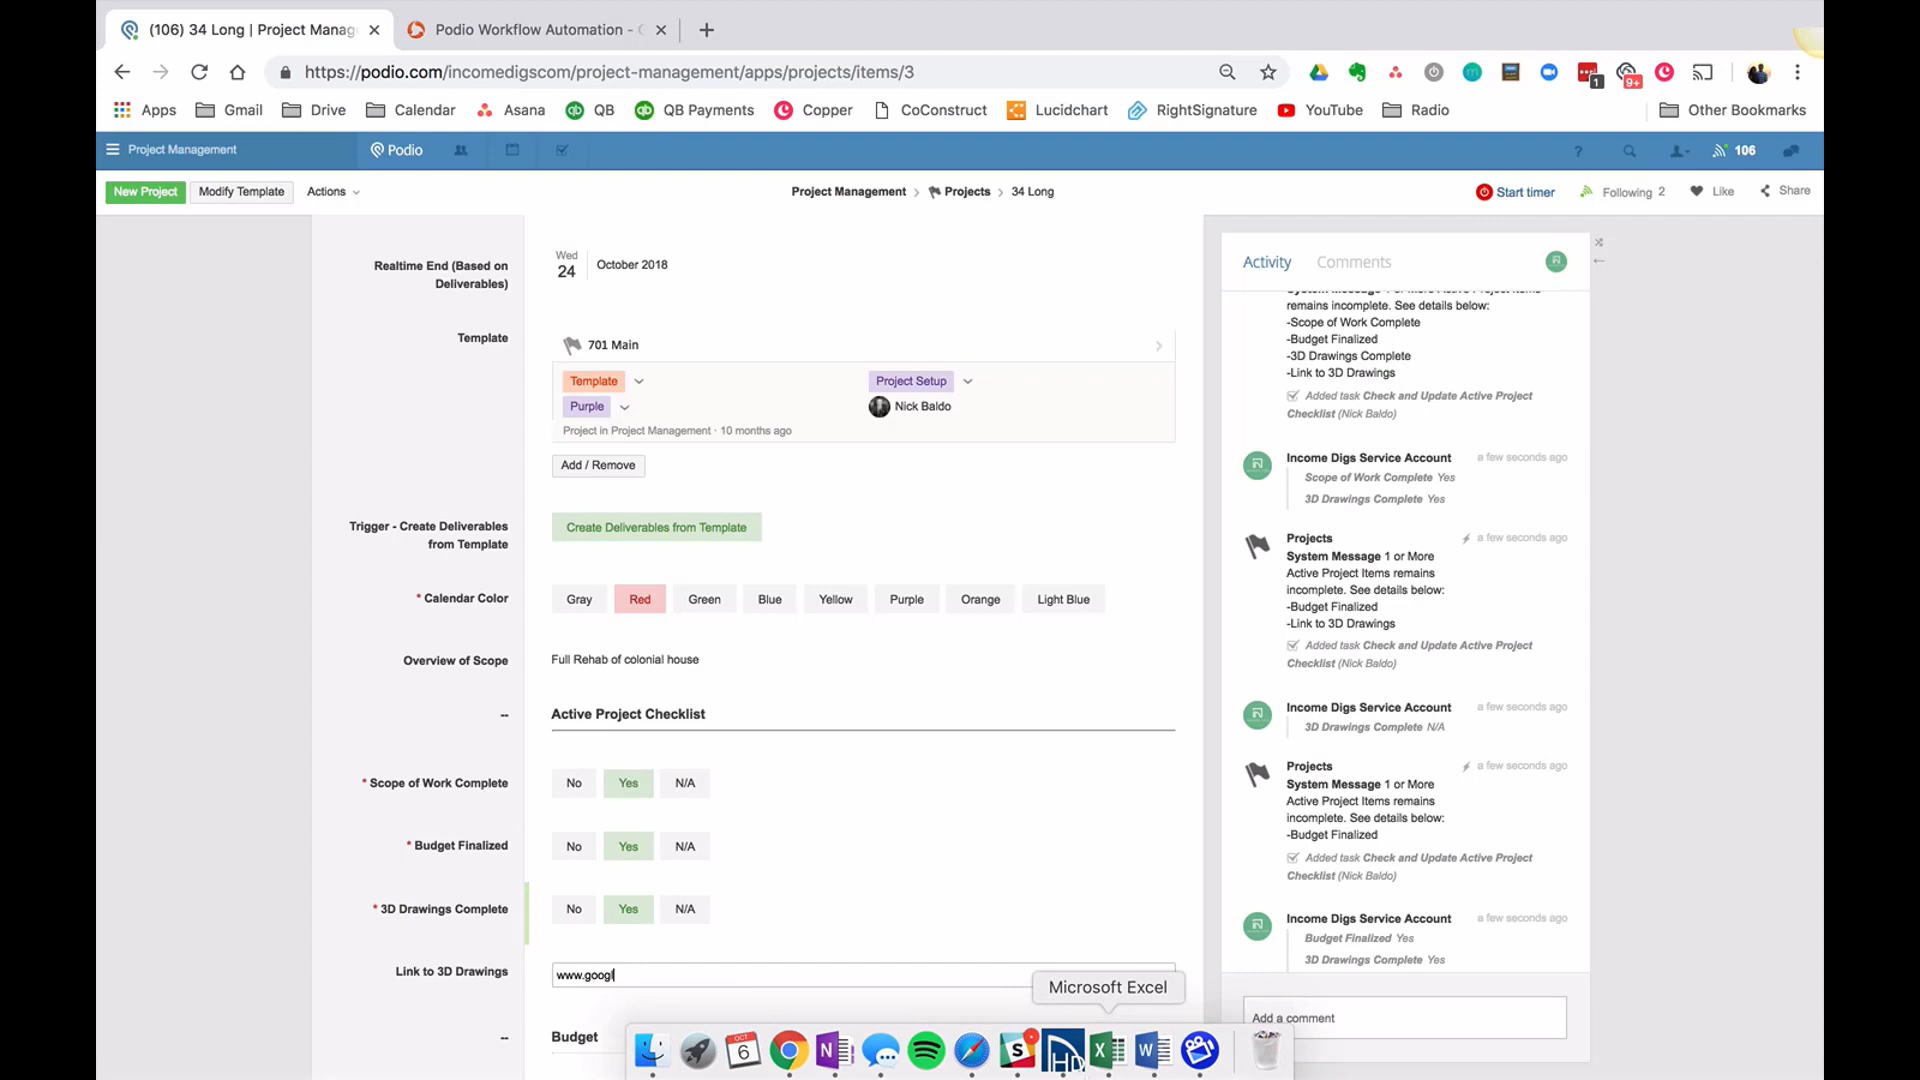 (106) 34 Long | Project Manag
Podio Workflow Automation -
https://podio.com/incomedigscom/project-management/apps/projects/items/3
1
9+
Apps Gmail Drive Calendar Asana QB QB Payments Copper CoConstruct Lucidchart RightSignature YouTube Radio Other Bookmarks
Project Management
Podio
?
106
New Project Modify Template Actions
Project Management > Projects > 34 Long
Start timer Following 2 Like Share
Realtime End (Based on
Deliverables)
Wed
24
October 2018
Template
701 Main
Template
Project Setup
Purple
Nick Baldo
Project in Project Management · 10 months ago
Add / Remove
Trigger - Create Deliverables
from Template
Create Deliverables from Template
* Calendar Color
Gray Red Green Blue Yellow Purple Orange Light Blue
Overview of Scope
Full Rehab of colonial house
--
Active Project Checklist
* Scope of Work Complete
No Yes N/A
* Budget Finalized
No Yes N/A
* 3D Drawings Complete
No Yes N/A
Link to 3D Drawings
www.googl
--
Budget
Activity Comments
System Message 1 or More Active Project Items
remains incomplete. See details below:
-Scope of Work Complete
-Budget Finalized
-3D Drawings Complete
-Link to 3D Drawings
Added task Check and Update Active Project
Checklist (Nick Baldo)
Income Digs Service Account a few seconds ago
Scope of Work Complete Yes
3D Drawings Complete Yes
Projects a few seconds ago
System Message 1 or More
Active Project Items remains
incomplete. See details below:
-Budget Finalized
-Link to 3D Drawings
Added task Check and Update Active Project
Checklist (Nick Baldo)
Income Digs Service Account a few seconds ago
3D Drawings Complete N/A
Projects a few seconds ago
System Message 1 or More
Active Project Items remains
incomplete. See details below:
-Budget Finalized
Added task Check and Update Active Project
Checklist (Nick Baldo)
Income Digs Service Account a few seconds ago
Budget Finalized Yes
3D Drawings Complete Yes
Add a comment
Microsoft Excel
OCT
6
N
S
HD
X
W